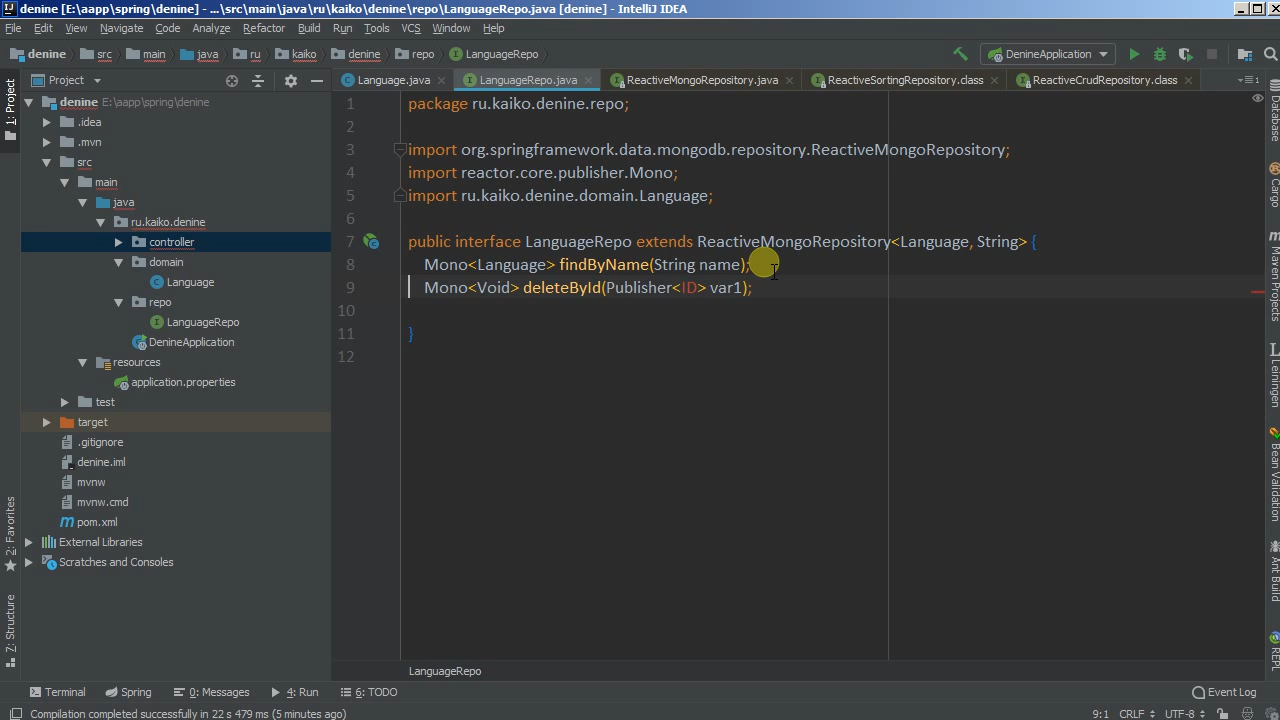 denine [E:\aapp\spring\denine] - ...\src\main\java\ru\kaiko\denine\repo\LanguageRepo.java [denine] - IntelliJ IDEA
File Edit View Navigate Code Analyze Refactor Build Run Tools VCS Window Help
denine src main java ru kaiko denine repo LanguageRepo DenineApplication
Project Language.java LanguageRepo.java ReactiveMongoRepository.java ReactiveSortingRepository.class ReactiveCrudRepository.class
1: Project
denine E:\aapp\spring\denine
.idea
.mvn
src
main
java
ru.kaiko.denine
controller
domain
Language
repo
LanguageRepo
DenineApplication
resources
application.properties
test
target
.gitignore
denine.iml
mvnw
mvnw.cmd
pom.xml
External Libraries
Scratches and Consoles
2: Favorites
Z: Structure
1 package ru.kaiko.denine.repo;
2
3 import org.springframework.data.mongodb.repository.ReactiveMongoRepository;
4 import reactor.core.publisher.Mono;
5 import ru.kaiko.denine.domain.Language;
6
7 public interface LanguageRepo extends ReactiveMongoRepository<Language, String> {
8 Mono<Language> findByName(String name);
9 Mono<Void> deleteById(Publisher<ID> var1);
10
11 }
12
Database
Cargo
Maven Projects
Leiningen
Bean Validation
Ant Build
REPL
LanguageRepo
Terminal Spring 0: Messages 4: Run 6: TODO Event Log
Compilation completed successfully in 22 s 479 ms (5 minutes ago) 9:1 CRLF UTF-8